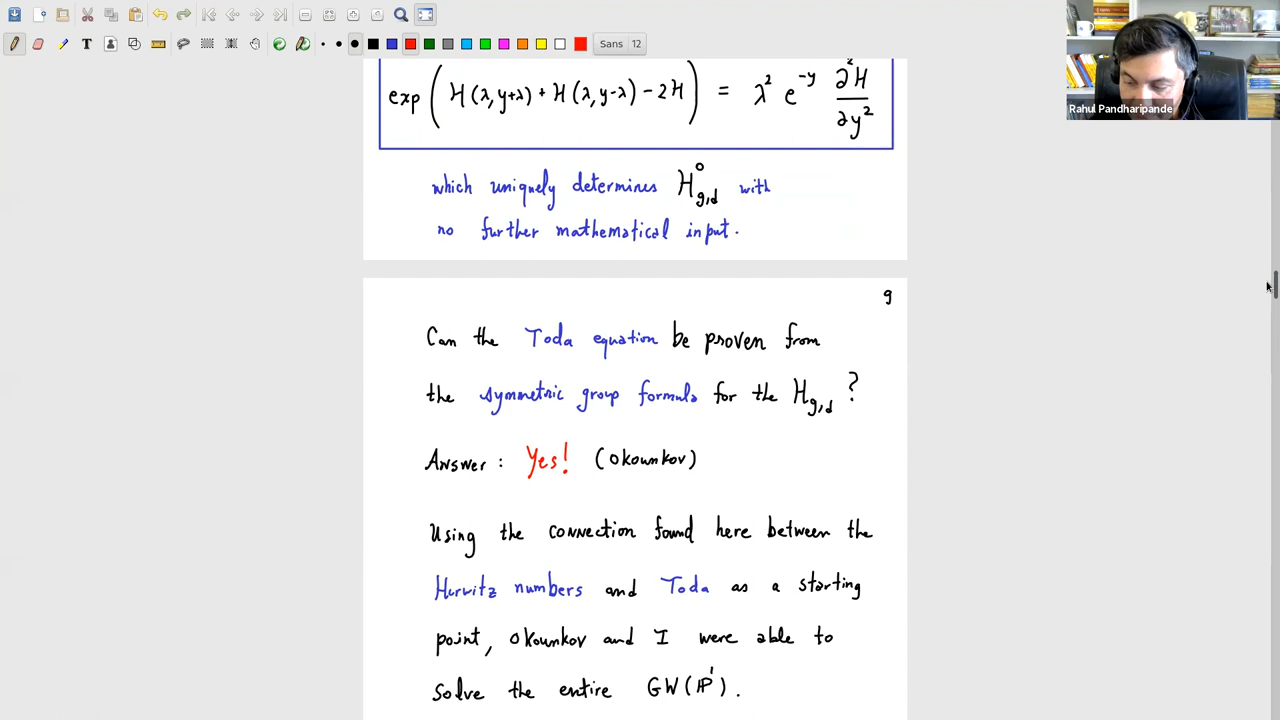 Sans 12
Rahul Pandharipande
exp ( H(λ, y+λ) + H(λ, y-λ) - 2H ) = λ² e^{-y} ∂²H/∂y²
which uniquely determines H°_{g,d} with
no further mathematical input.
9
Can the Toda equation be proven from
the symmetric group formula for the H_{g,d} ?
Answer : Yes! (Okounkov)
Using the connection found here between the
Hurwitz numbers and Toda as a starting
point, Okounkov and I were able to
solve the entire GW(ℙ¹).